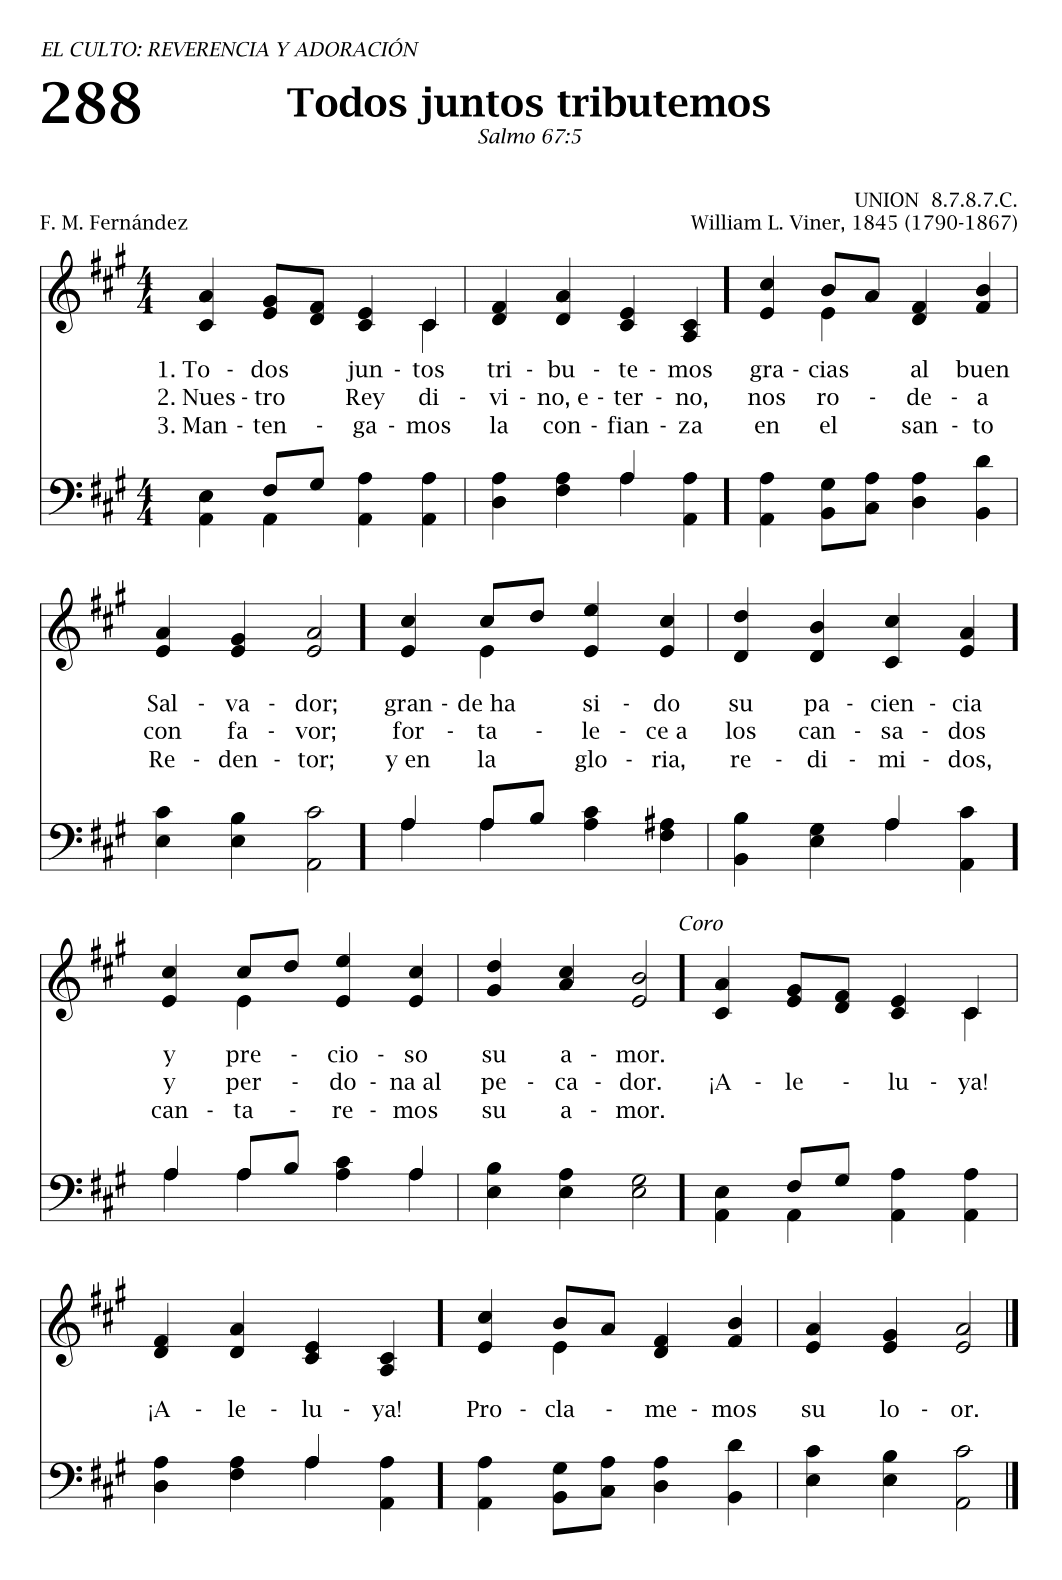 EL CULTO: REVERENCIA Y ADORACIÓN
288
Todos juntos tributemos
Salmo 67:5
UNION 8.7.8.7.C.
F. M. Fernández
William L. Viner, 1845 (1790-1867)
1. To - dos jun - tos tri - bu - te - mos gra - cias al buen
2. Nues - tro Rey di - vi - no, e - ter - no, nos ro - de - a
3. Man - ten - ga - mos la con - fian - za en el san - to
Sal - va - dor; gran - de ha si - do su pa - cien - cia
con fa - vor; for - ta - le - ce a los can - sa - dos
Re - den - tor; y en la glo - ria, re - di - mi - dos,
Coro
y pre - cio - so su a - mor.
y per - do - na al pe - ca - dor. ¡A - le - lu - ya!
can - ta - re - mos su a - mor.
¡A - le - lu - ya! Pro - cla - me - mos su lo - or.